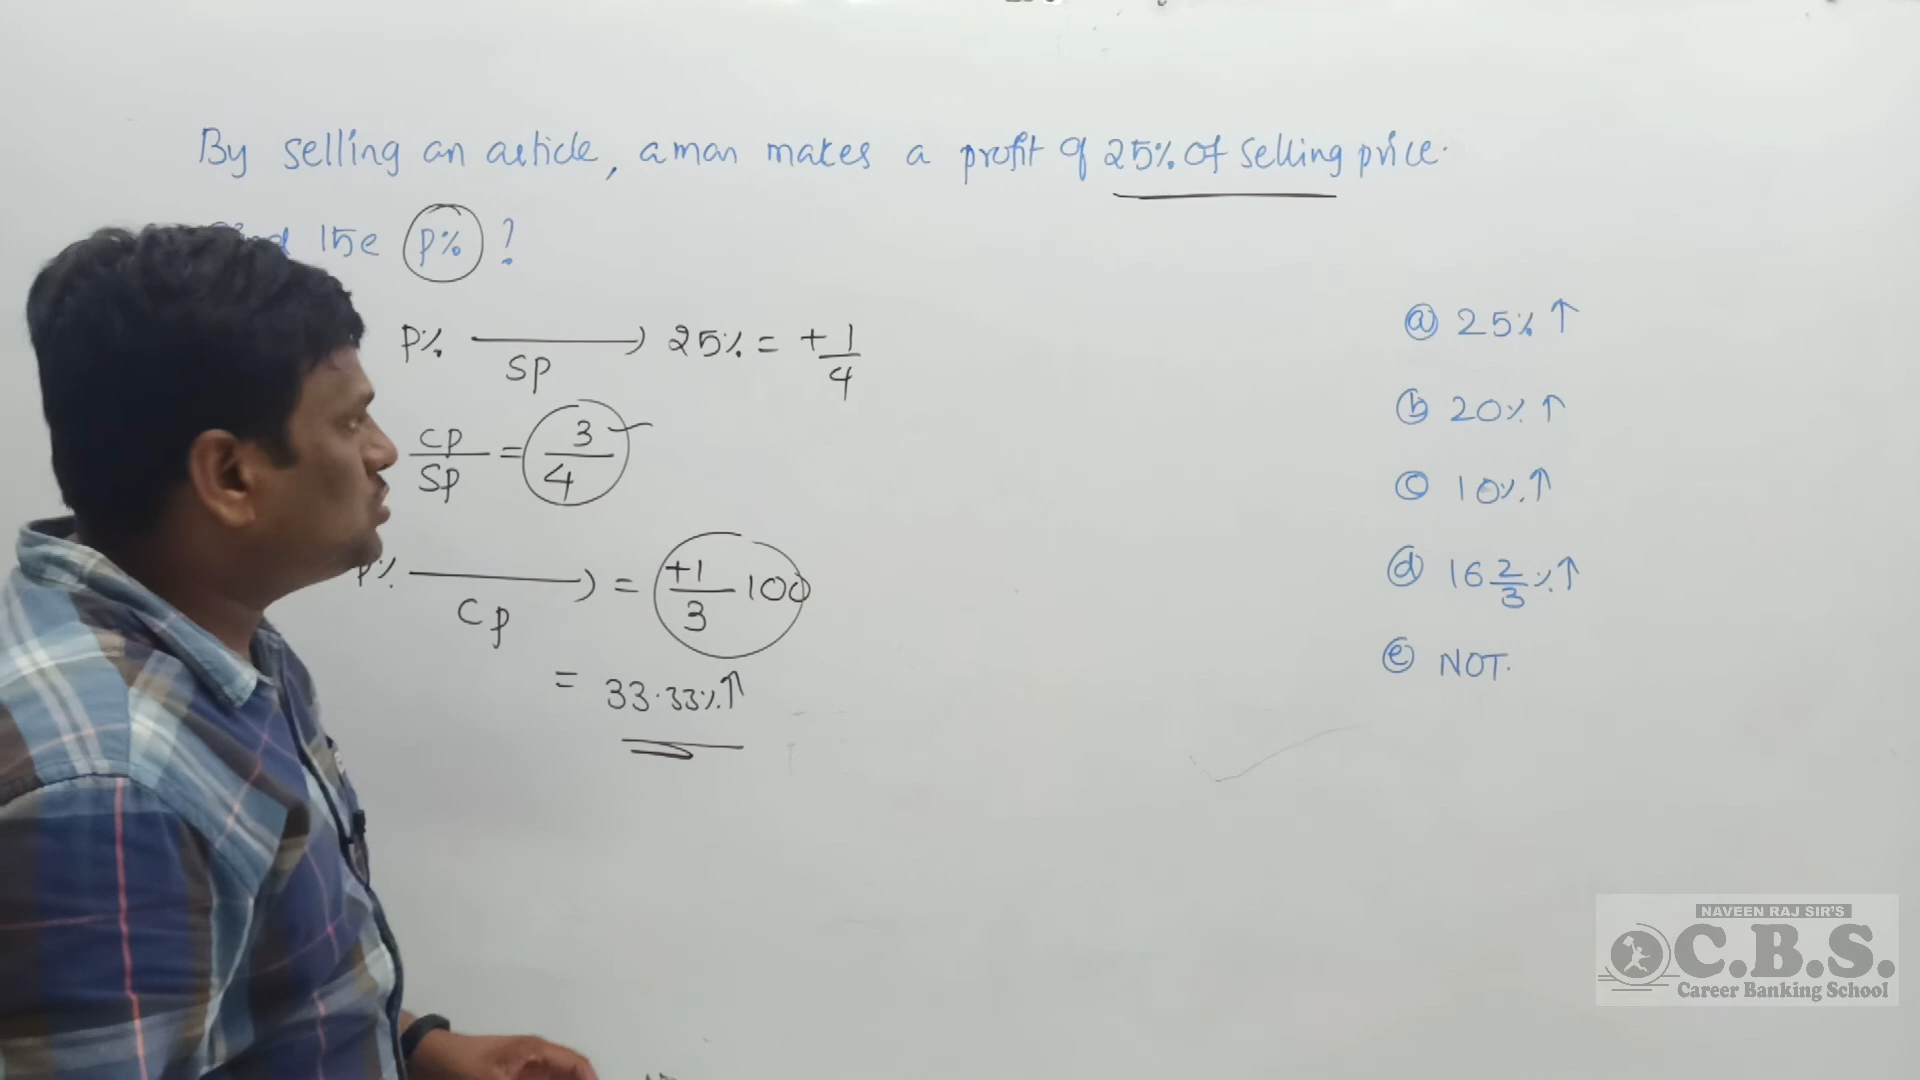 By selling an article, a man makes a profit of 25% of selling price.
the P% ?
P% SP 25% = +1/4
CP/SP = 3/4
P% CP = +1/3 100
= 33.33%↑
ⓐ 25%↑
ⓑ 20%↑
ⓒ 10%↑
ⓓ 16 2/3 %↑
ⓔ NOT.
NAVEEN RAJ SIR'S
C.B.S.
Career Banking School